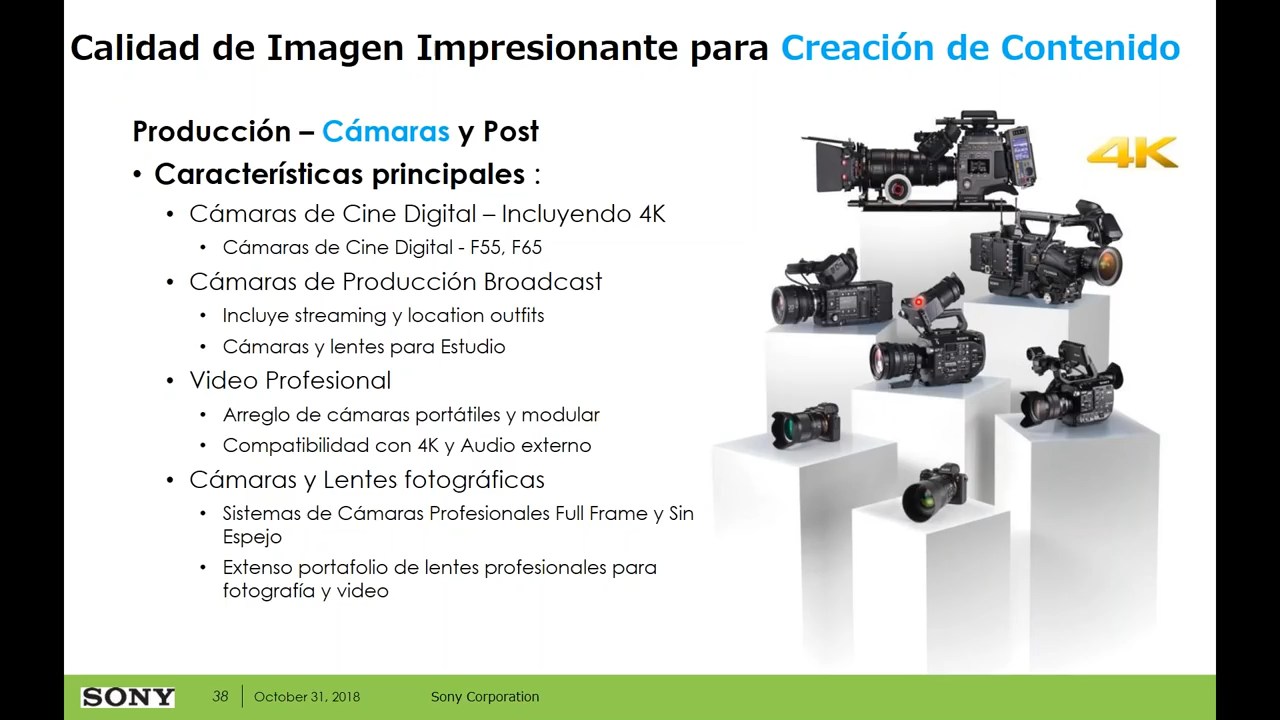 Calidad de Imagen Impresionante para Creación de Contenido
Producción – Cámaras y Post
• Características principales :
• Cámaras de Cine Digital – Incluyendo 4K
• Cámaras de Cine Digital - F55, F65
• Cámaras de Producción Broadcast
• Incluye streaming y location outfits
• Cámaras y lentes para Estudio
• Video Profesional
• Arreglo de cámaras portátiles y modular
• Compatibilidad con 4K y Audio externo
• Cámaras y Lentes fotográficas
• Sistemas de Cámaras Profesionales Full Frame y Sin
Espejo
• Extenso portafolio de lentes profesionales para
fotografía y video
4K
SONY
38
October 31, 2018
Sony Corporation